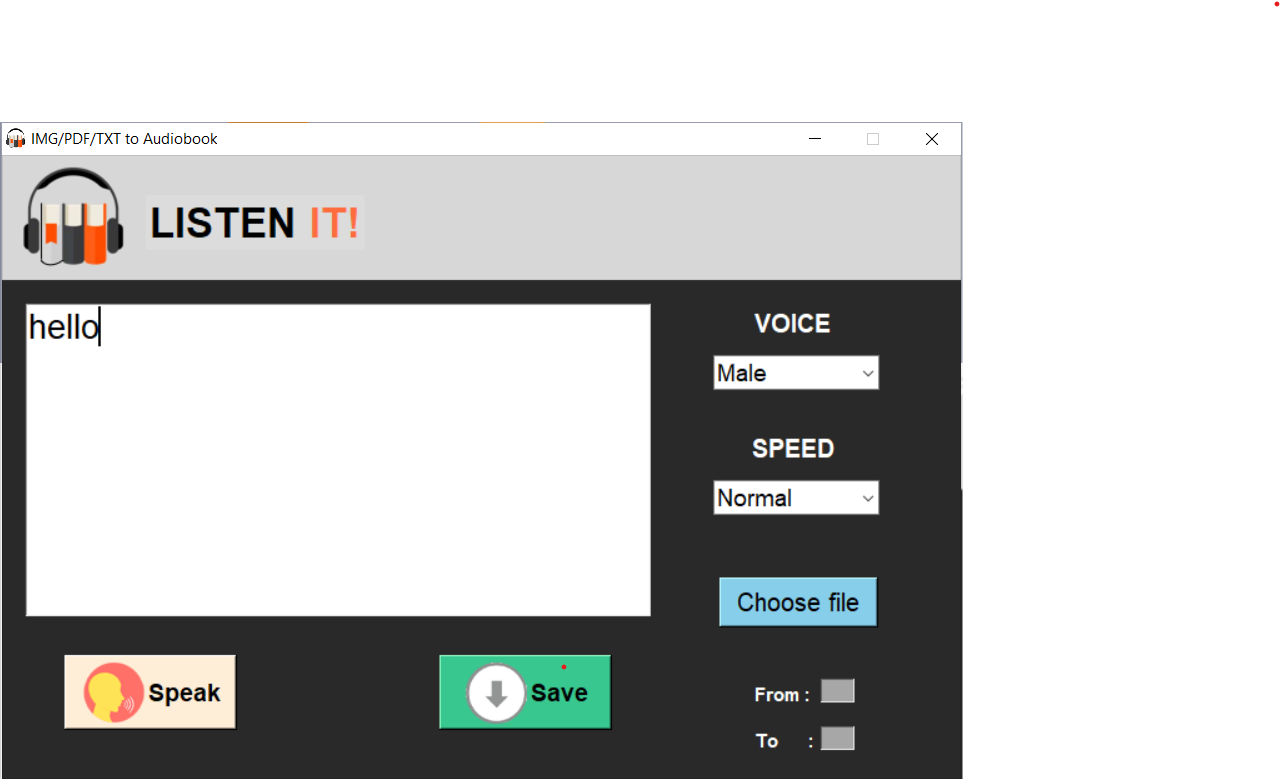 IMG/PDF/TXT to Audiobook
LISTEN IT!
hello
VOICE
Male
SPEED
Normal
Choose file
Speak
Save
From :
To :